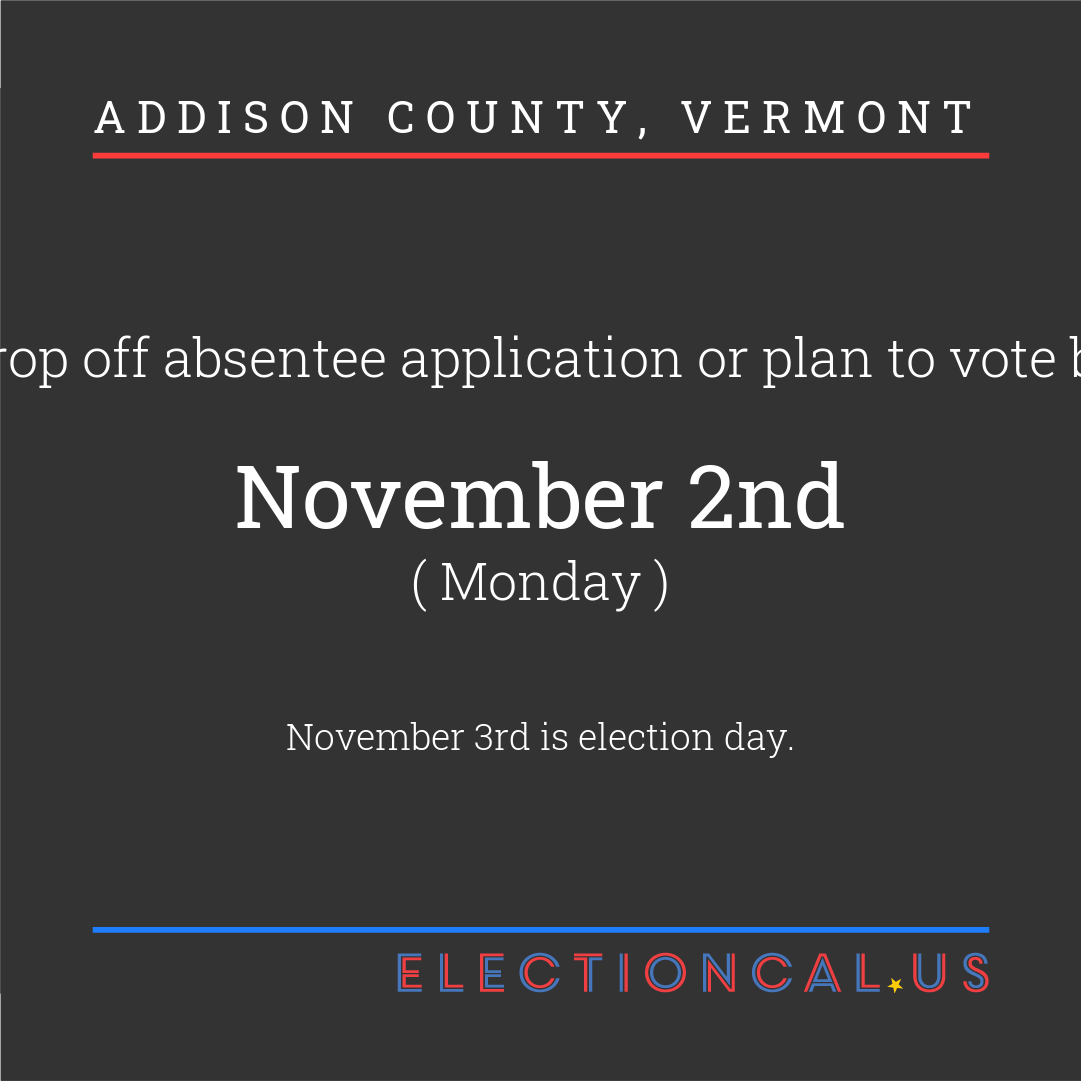 ADDISON COUNTY, VERMONT
rop off absentee application or plan to vote b
November 2nd
( Monday )
November 3rd is election day.
ELECTIONCAL.US